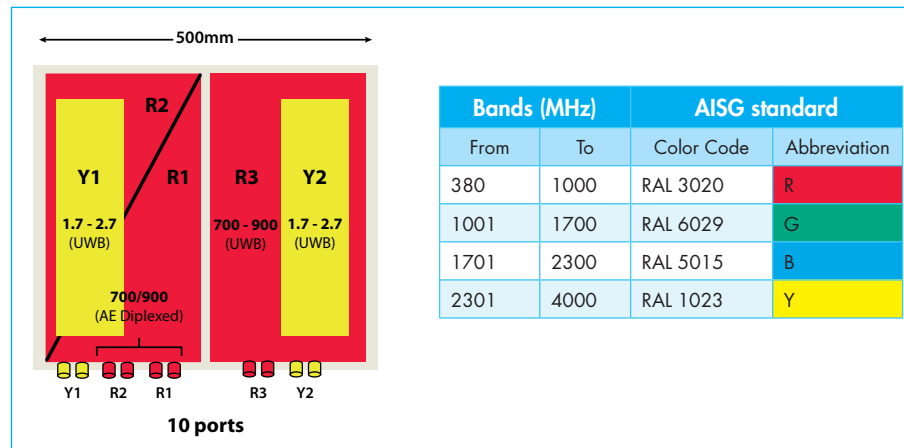 500mm
R2
Y1
R1
R3
Y2
1.7 - 2.7
(UWB)
700 - 900
(UWB)
1.7 - 2.7
(UWB)
700/900
(AE Diplexed)
Y1 R2 R1 R3 Y2
10 ports
Bands (MHz) AISG standard
From To Color Code Abbreviation
380 1000 RAL 3020 R
1001 1700 RAL 6029 G
1701 2300 RAL 5015 B
2301 4000 RAL 1023 Y